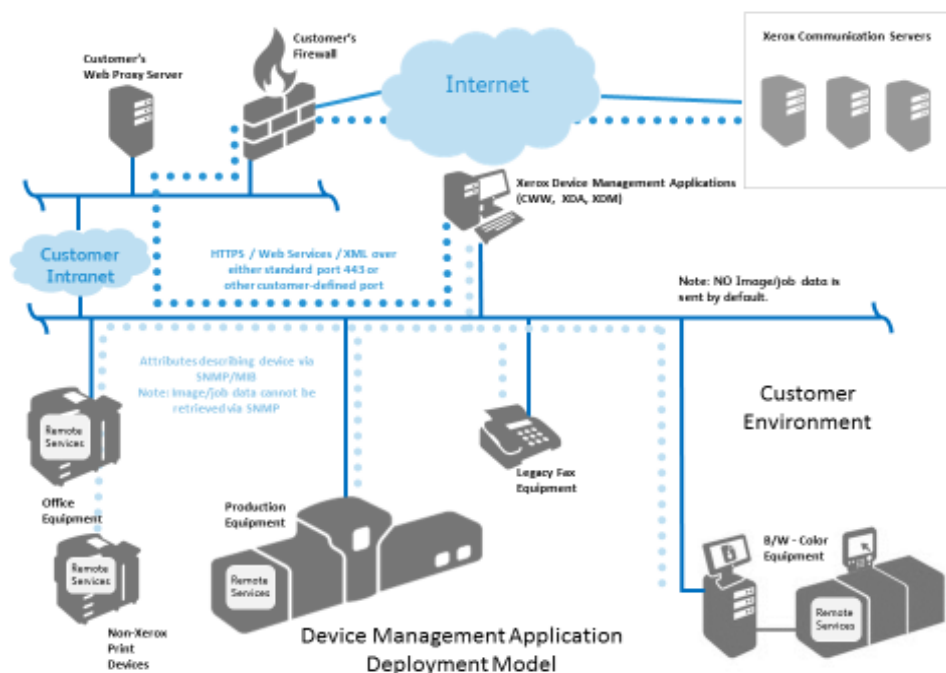 Customer's
Web Proxy Server
Customer's
Firewall
Internet
Xerox Communication Servers
Xerox Device Management Applications
(CWW, XDA, XDM)
Customer
Intranet
HTTPS / Web Services / XML over
either standard port 443 or
other customer-defined port
Note: NO Image/job data is
sent by default.
Attributes describing device via
SNMP/MIB
Note: Image/job data cannot be
retrieved via SNMP
Customer
Environment
Remote
Services
Office
Equipment
Legacy Fax
Equipment
Production
Equipment
Remote
Services
B/W - Color
Equipment
Remote
Services
Remote
Services
Non-Xerox
Print
Devices
Device Management Application
Deployment Model